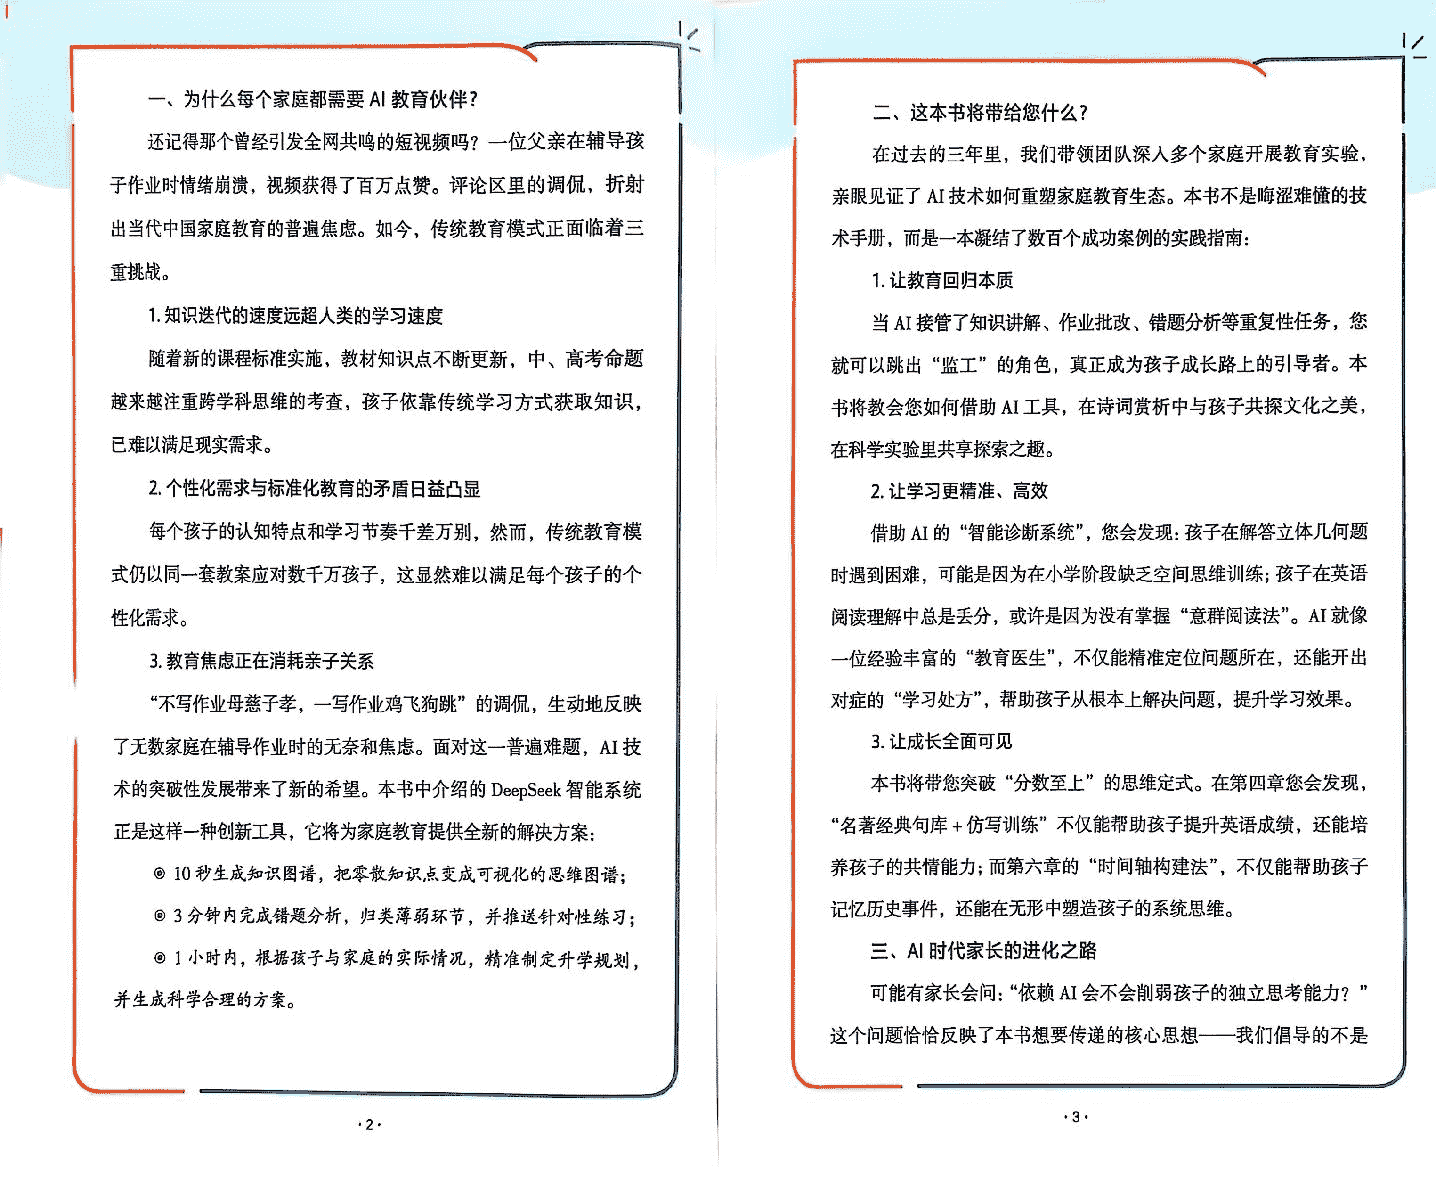 一、为什么每个家庭都需要 AI 教育伙伴？
还记得那个曾经引发全网共鸣的短视频吗？一位父亲在辅导孩
子作业时情绪崩溃，视频获得了百万点赞。评论区里的调侃，折射
出当代中国家庭教育的普遍焦虑。如今，传统教育模式正面临着三
重挑战。
1. 知识迭代的速度远超人类的学习速度
随着新的课程标准实施，教材知识点不断更新，中、高考命题
越来越注重跨学科思维的考查，孩子依靠传统学习方式获取知识，
已难以满足现实需求。
2. 个性化需求与标准化教育的矛盾日益凸显
每个孩子的认知特点和学习节奏千差万别，然而，传统教育模
式仍以同一套教案应对数千万孩子，这显然难以满足每个孩子的个
性化需求。
3. 教育焦虑正在消耗亲子关系
“不写作业母慈子孝，一写作业鸡飞狗跳”的调侃，生动地反映
了无数家庭在辅导作业时的无奈和焦虑。面对这一普遍难题，AI 技
术的突破性发展带来了新的希望。本书中介绍的 DeepSeek 智能系统
正是这样一种创新工具，它将为家庭教育提供全新的解决方案：
◎ 10 秒生成知识图谱，把零散知识点变成可视化的思维图谱；
◎ 3 分钟内完成错题分析，归类薄弱环节，并推送针对性练习；
◎ 1 小时内，根据孩子与家庭的实际情况，精准制定升学规划，
并生成科学合理的方案。
· 2 ·
二、这本书将带给您什么？
在过去的三年里，我们带领团队深入多个家庭开展教育实验，
亲眼见证了 AI 技术如何重塑家庭教育生态。本书不是晦涩难懂的技
术手册，而是一本凝结了数百个成功案例的实践指南：
1. 让教育回归本质
当 AI 接管了知识讲解、作业批改、错题分析等重复性任务，您
就可以跳出“监工”的角色，真正成为孩子成长路上的引导者。本
书将教会您如何借助 AI 工具，在诗词赏析中与孩子共探文化之美，
在科学实验里共享探索之趣。
2. 让学习更精准、高效
借助 AI 的“智能诊断系统”，您会发现：孩子在解答立体几何题
时遇到困难，可能是因为在小学阶段缺乏空间思维训练；孩子在英语
阅读理解中总是丢分，或许是因为没有掌握“意群阅读法”。AI 就像
一位经验丰富的“教育医生”，不仅能精准定位问题所在，还能开出
对症的“学习处方”，帮助孩子从根本上解决问题，提升学习效果。
3. 让成长全面可见
本书将带您突破“分数至上”的思维定式。在第四章您会发现，
“名著经典句库 + 仿写训练”不仅能帮助孩子提升英语成绩，还能培
养孩子的共情能力；而第六章的“时间轴构建法”，不仅能帮助孩子
记忆历史事件，还能在无形中塑造孩子的系统思维。
三、AI 时代家长的进化之路
可能有家长会问：“依赖 AI 会不会削弱孩子的独立思考能力？”
这个问题恰恰反映了本书想要传递的核心思想——我们倡导的不是
· 3 ·